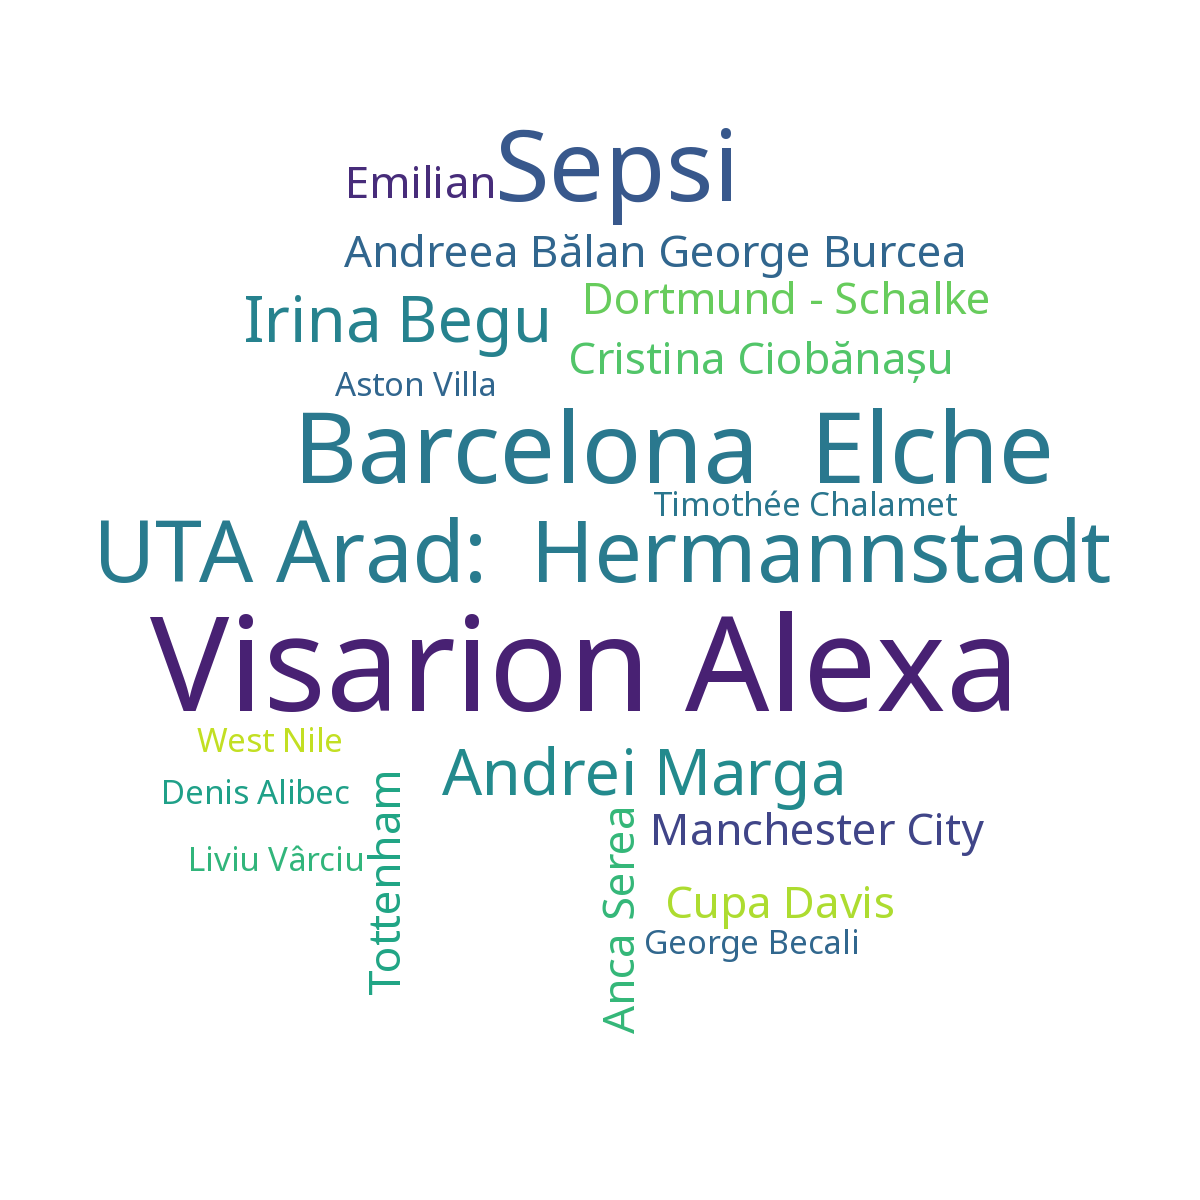 Sepsi
Emilian
Andreea Bălan George Burcea
Dortmund - Schalke
Irina Begu
Cristina Ciobănașu
Aston Villa
Barcelona  Elche
Timothée Chalamet
UTA Arad:  Hermannstadt
Visarion Alexa
West Nile
Andrei Marga
Denis Alibec
Tottenham
Anca Serea
Manchester City
Liviu Vârciu
Cupa Davis
George Becali